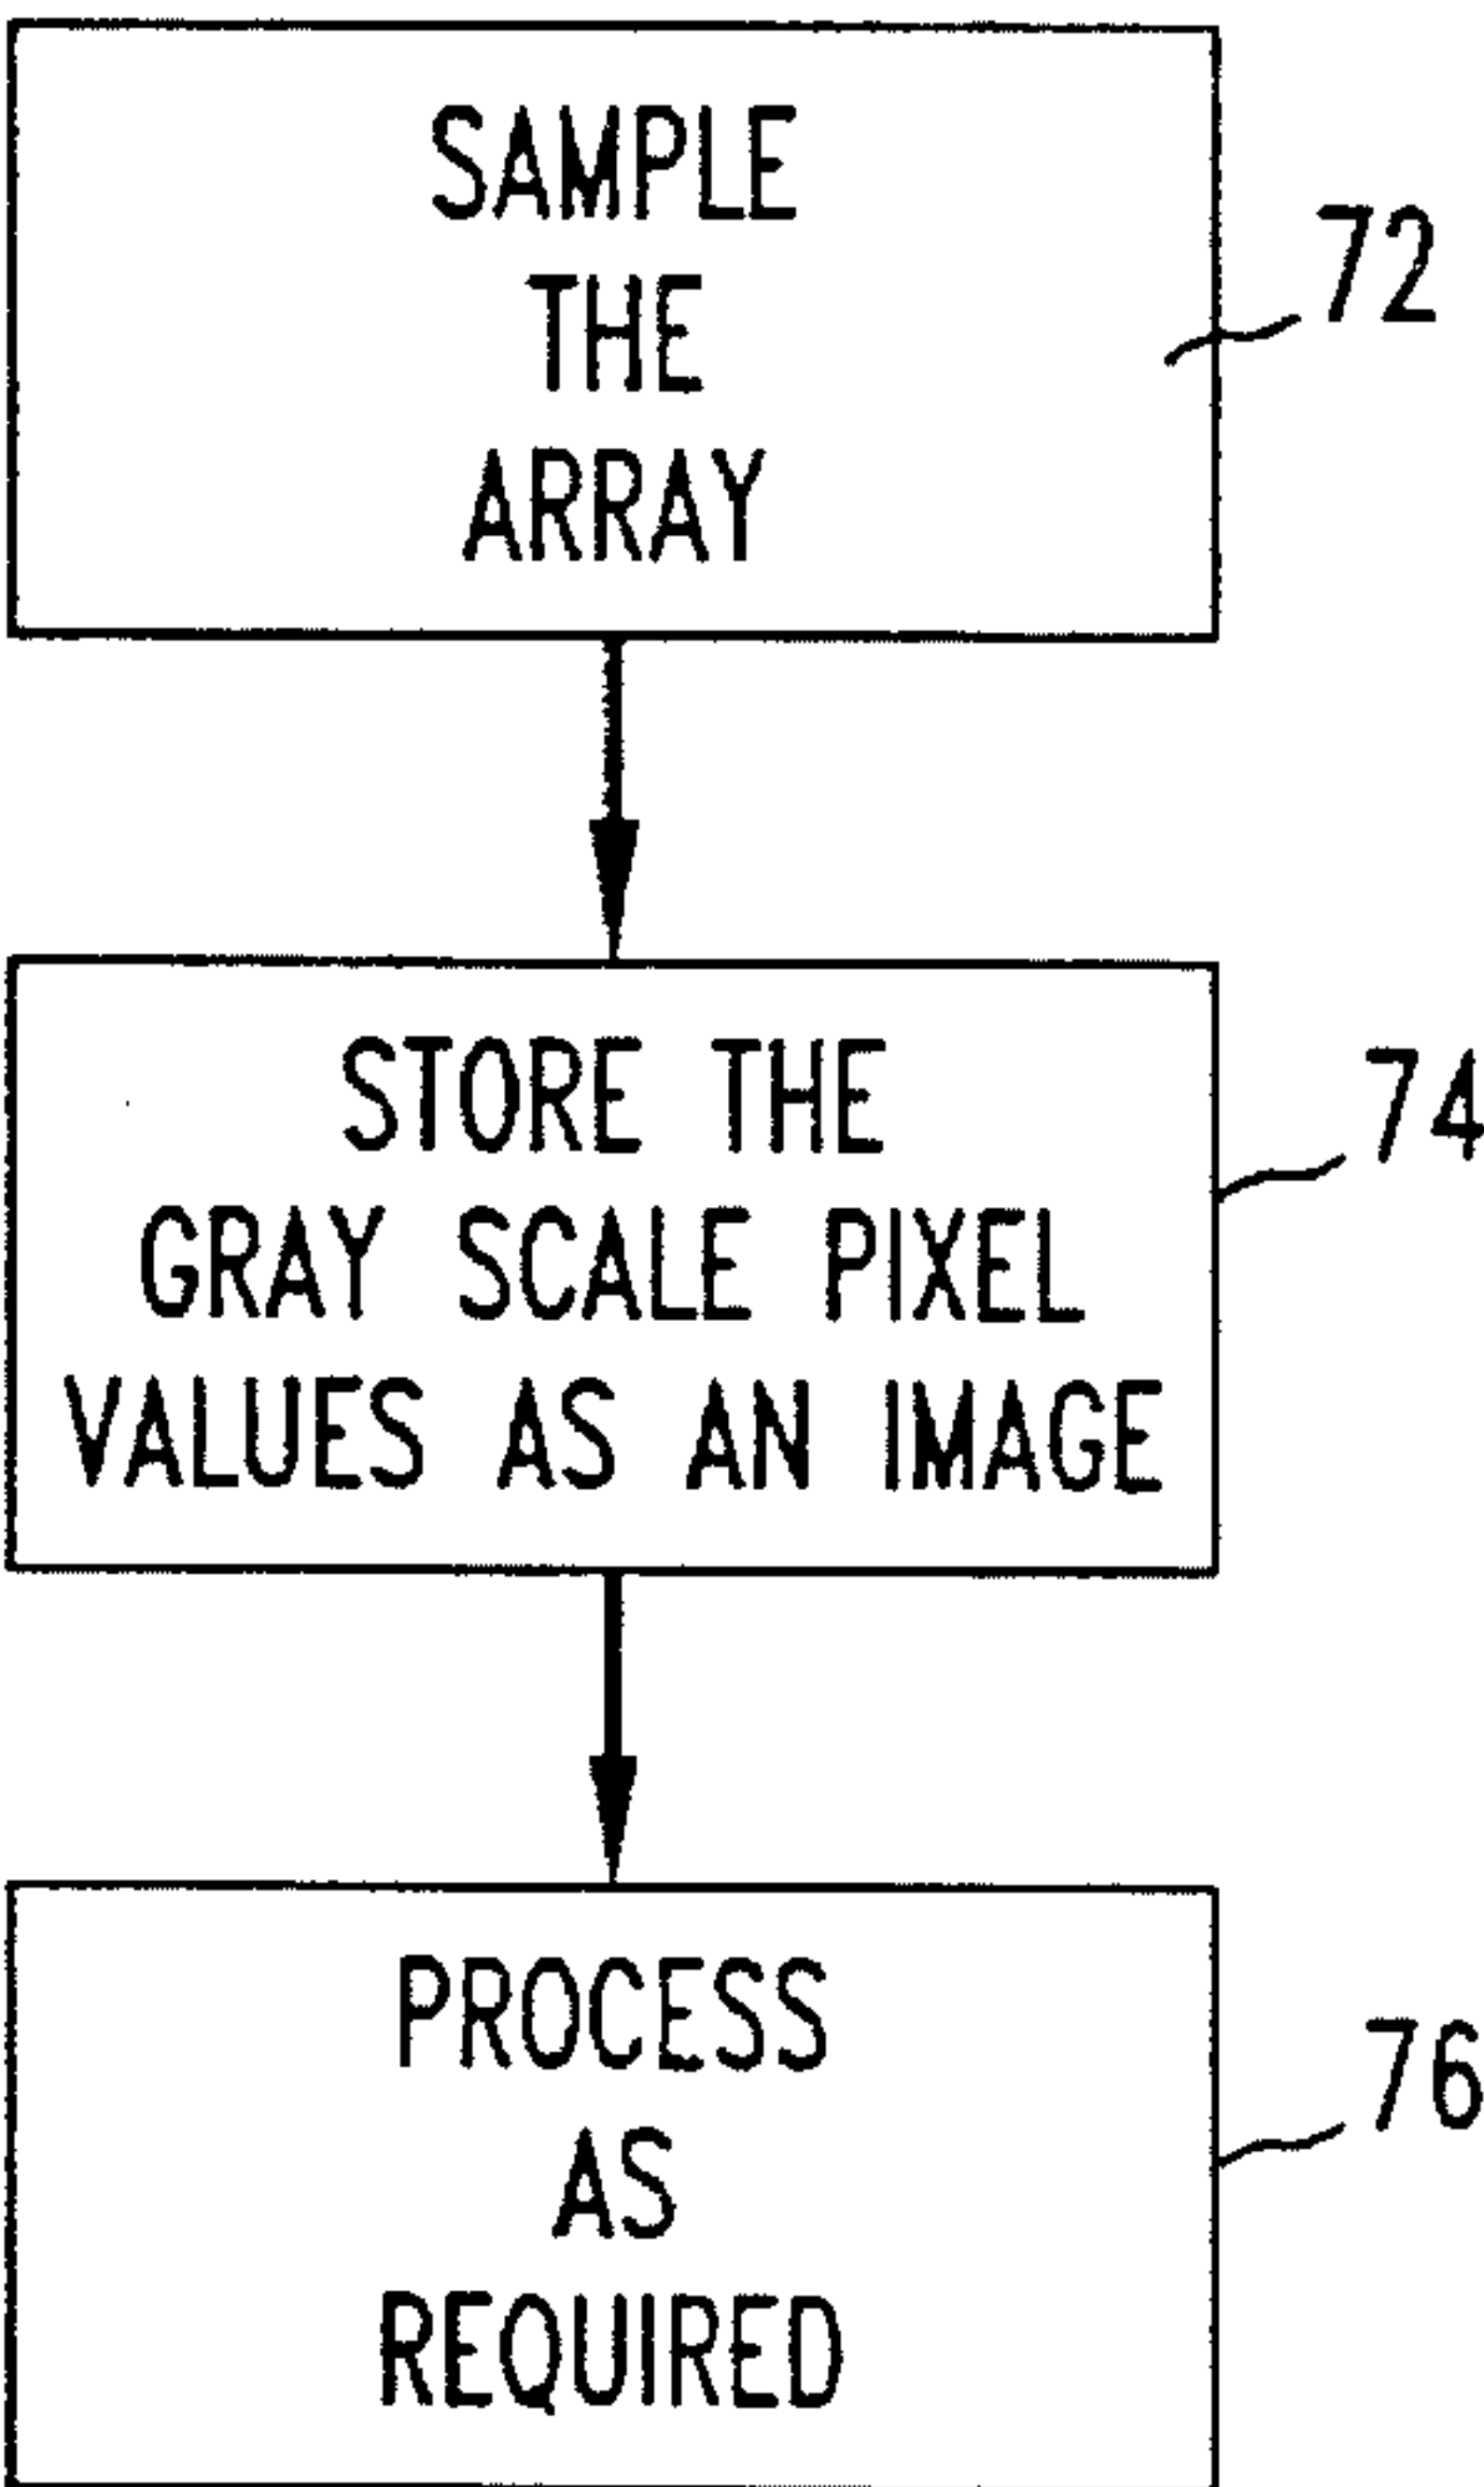 SAMPLE
THE
ARRAY
72
STORE THE
GRAY SCALE PIXEL
VALUES AS AN IMAGE
74
PROCESS
AS
REQUIRED
76